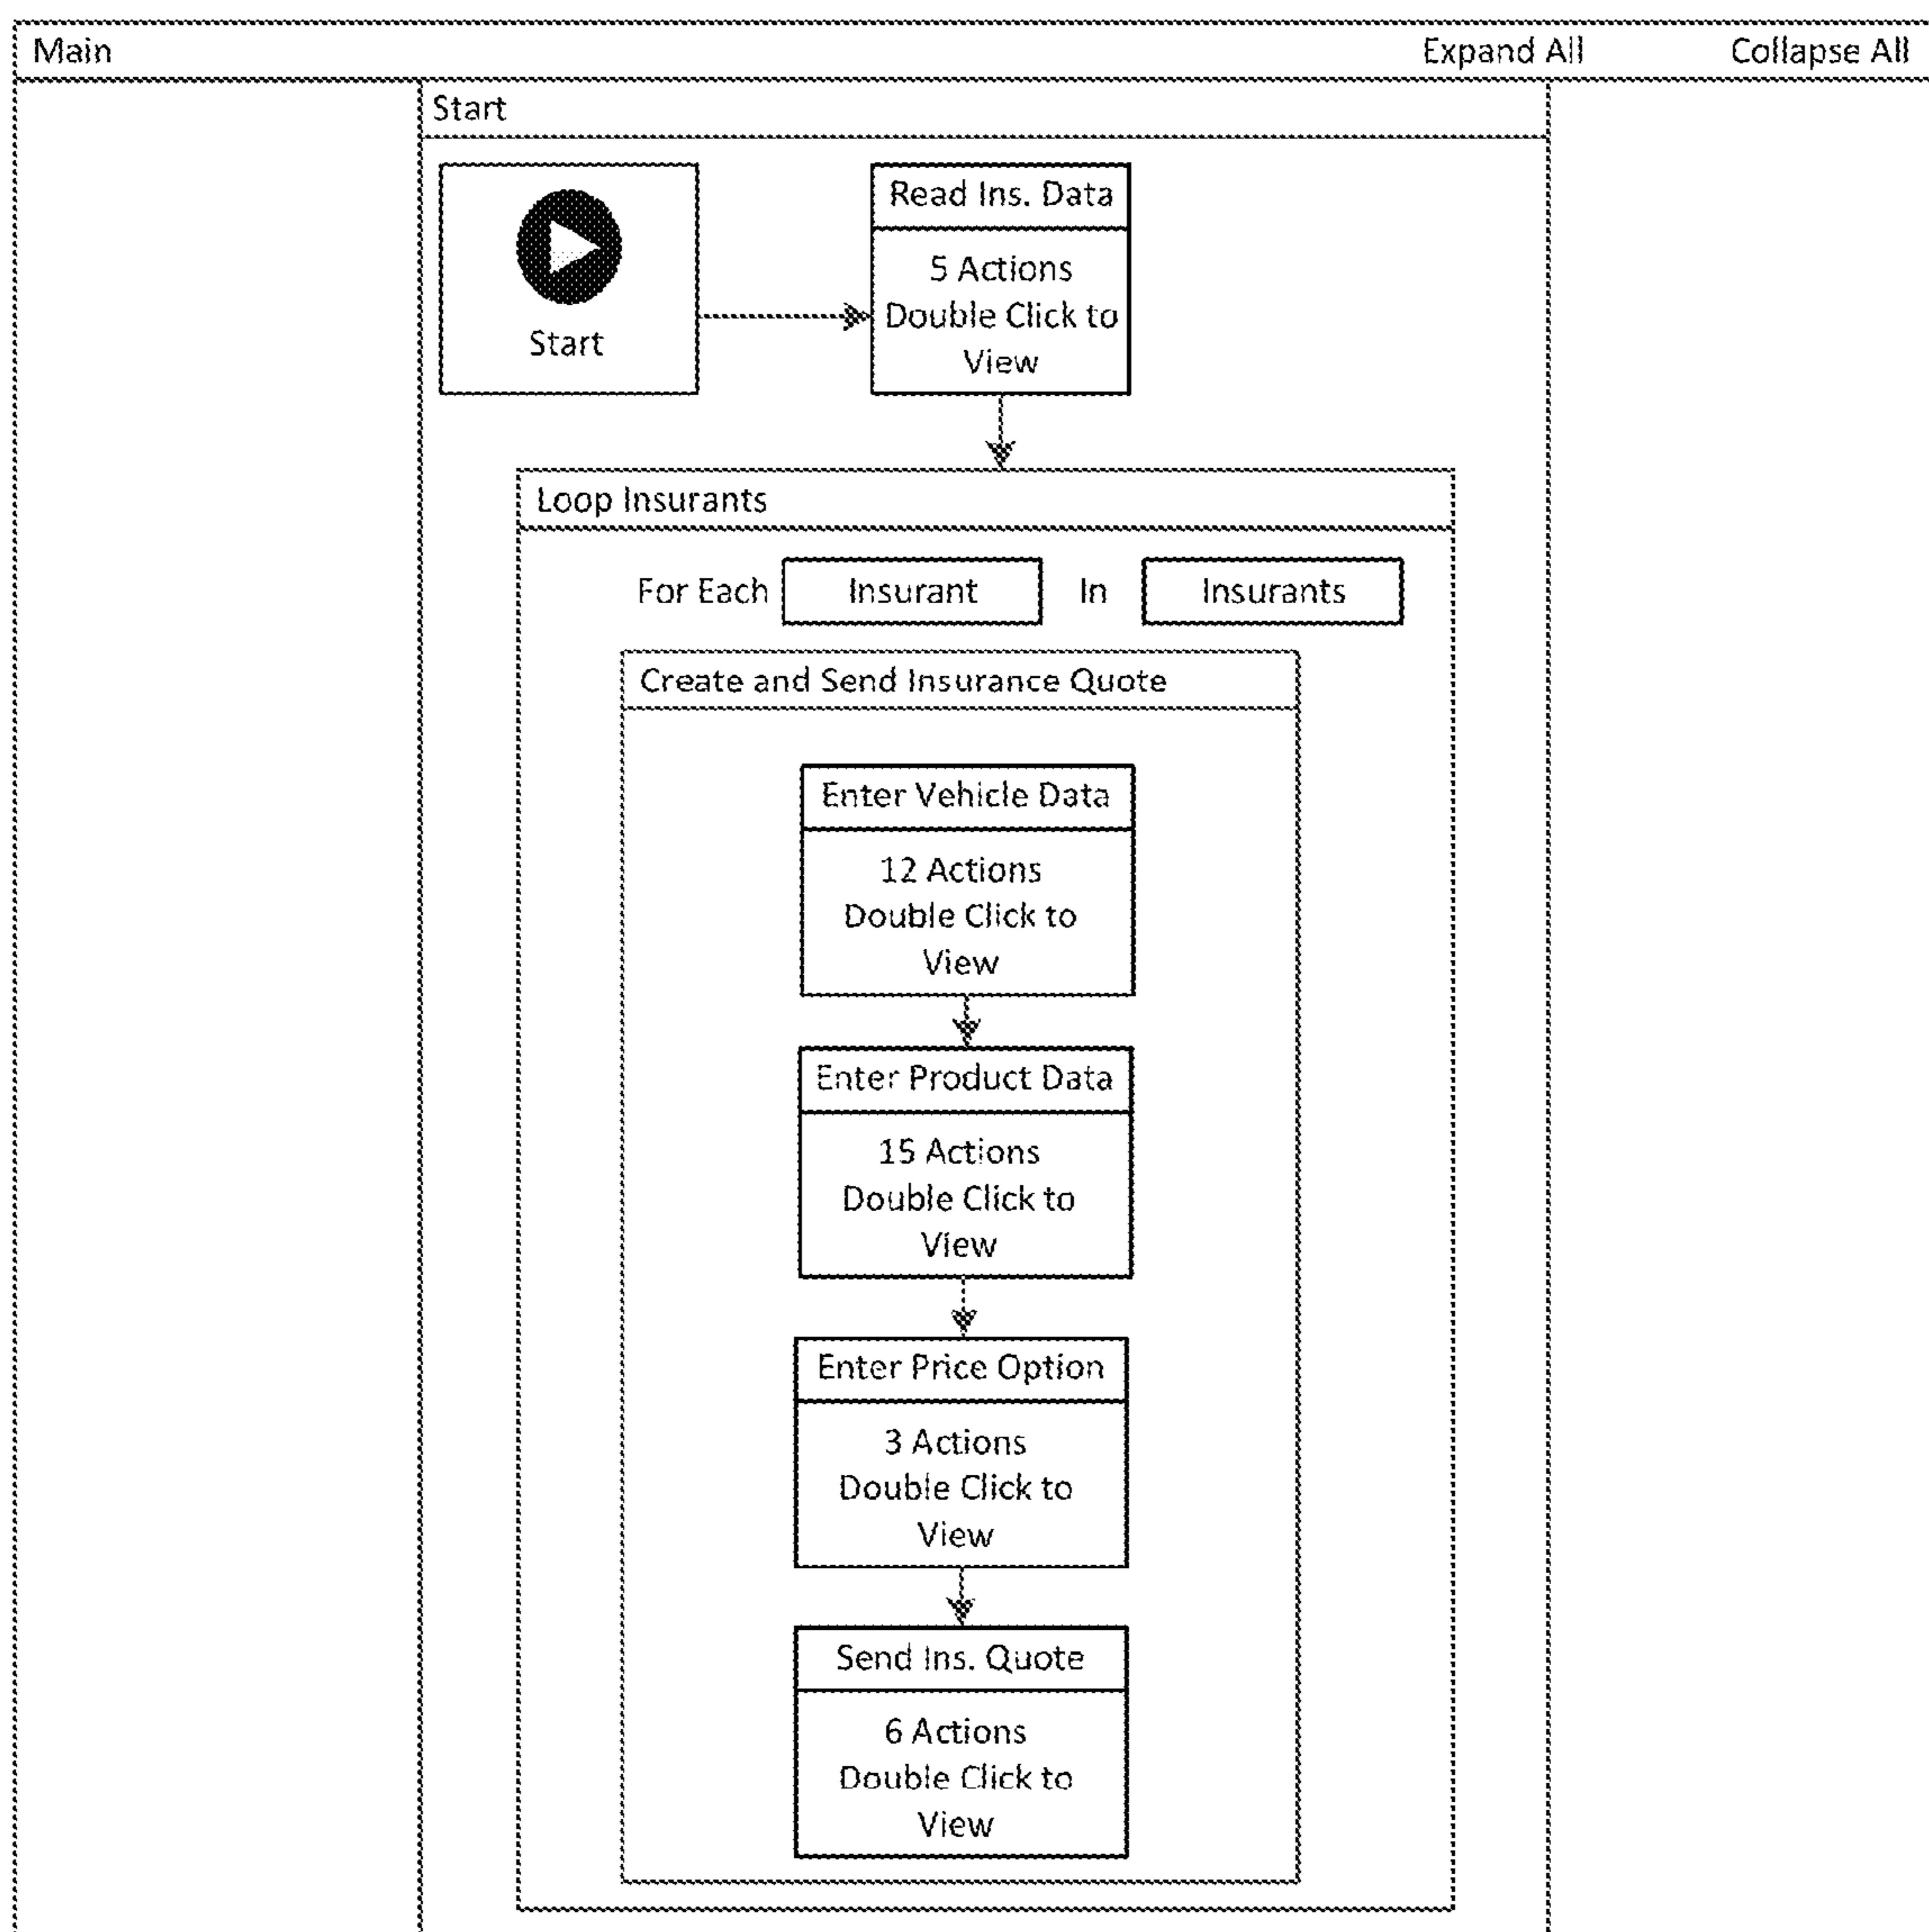 Main Expand All Collapse All
Start
Start
Read Ins. Data
5 Actions
Double Click to
View
Loop Insurants
For Each Insurant In Insurants
Create and Send Insurance Quote
Enter Vehicle Data
12 Actions
Double Click to
View
Enter Product Data
15 Actions
Double Click to
View
Enter Price Option
3 Actions
Double Click to
View
Send Ins. Quote
6 Actions
Double Click to
View